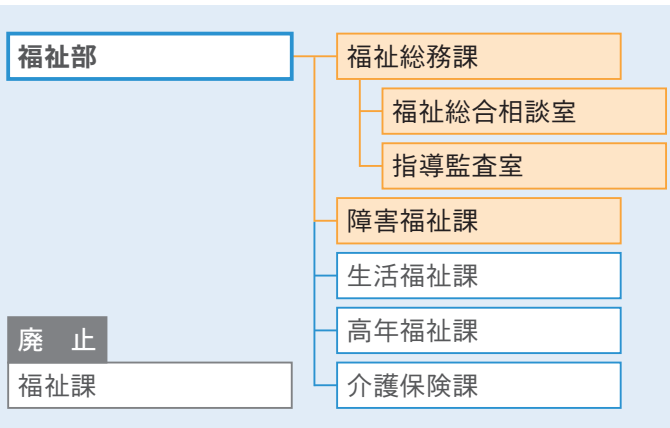 福祉部
福祉総務課
福祉総合相談室
指導監査室
障害福祉課
生活福祉課
高年福祉課
介護保険課
廃　止
福祉課